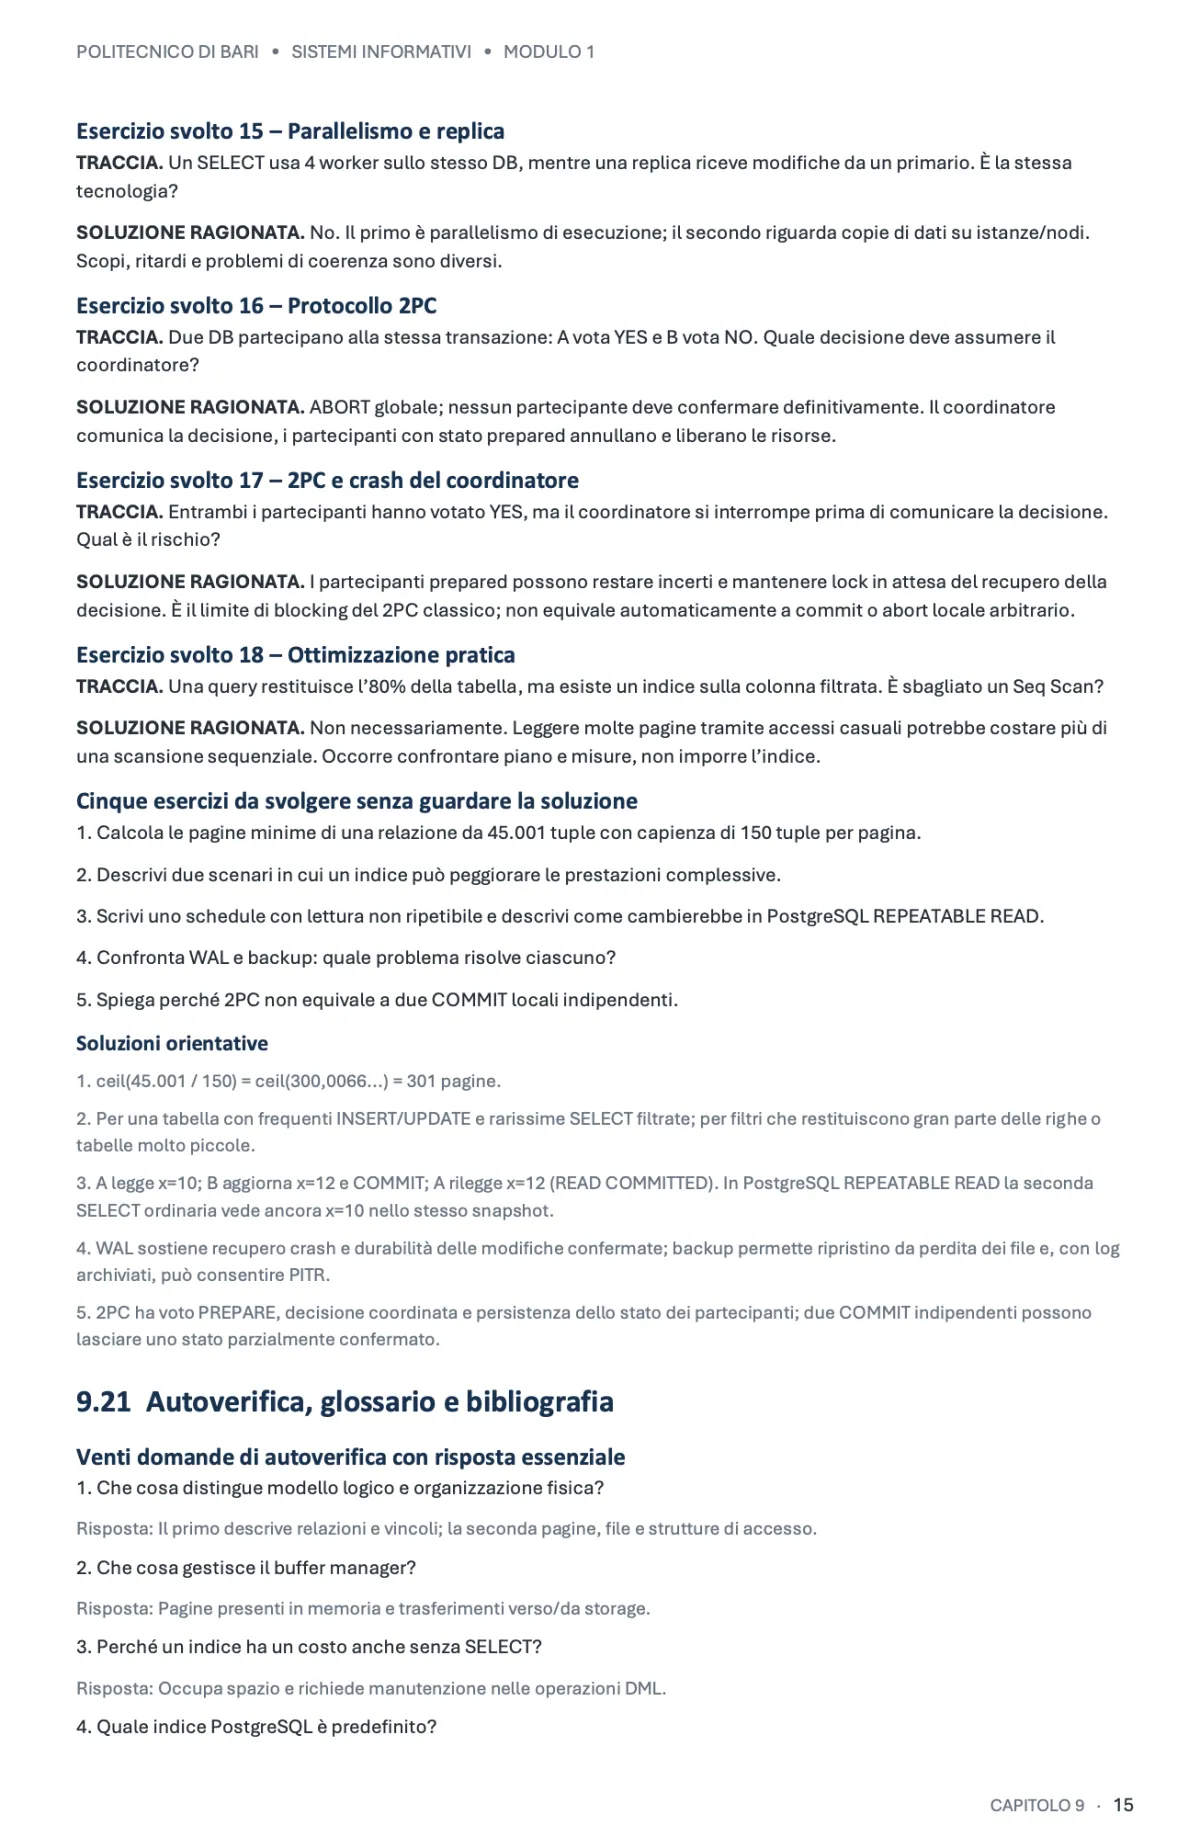 POLITECNICO DI BARI • SISTEMI INFORMATIVI • MODULO 1
Esercizio svolto 15 – Parallelismo e replica
TRACCIA. Un SELECT usa 4 worker sullo stesso DB, mentre una replica riceve modifiche da un primario. È la stessa
tecnologia?
SOLUZIONE RAGIONATA. No. Il primo è parallelismo di esecuzione; il secondo riguarda copie di dati su istanze/nodi.
Scopi, ritardi e problemi di coerenza sono diversi.
Esercizio svolto 16 – Protocollo 2PC
TRACCIA. Due DB partecipano alla stessa transazione: A vota YES e B vota NO. Quale decisione deve assumere il
coordinatore?
SOLUZIONE RAGIONATA. ABORT globale; nessun partecipante deve confermare definitivamente. Il coordinatore
comunica la decisione, i partecipanti con stato prepared annullano e liberano le risorse.
Esercizio svolto 17 – 2PC e crash del coordinatore
TRACCIA. Entrambi i partecipanti hanno votato YES, ma il coordinatore si interrompe prima di comunicare la decisione.
Qual è il rischio?
SOLUZIONE RAGIONATA. I partecipanti prepared possono restare incerti e mantenere lock in attesa del recupero della
decisione. È il limite di blocking del 2PC classico; non equivale automaticamente a commit o abort locale arbitrario.
Esercizio svolto 18 – Ottimizzazione pratica
TRACCIA. Una query restituisce l’80% della tabella, ma esiste un indice sulla colonna filtrata. È sbagliato un Seq Scan?
SOLUZIONE RAGIONATA. Non necessariamente. Leggere molte pagine tramite accessi casuali potrebbe costare più di
una scansione sequenziale. Occorre confrontare piano e misure, non imporre l’indice.
Cinque esercizi da svolgere senza guardare la soluzione
1. Calcola le pagine minime di una relazione da 45.001 tuple con capienza di 150 tuple per pagina.
2. Descrivi due scenari in cui un indice può peggiorare le prestazioni complessive.
3. Scrivi uno schedule con lettura non ripetibile e descrivi come cambierebbe in PostgreSQL REPEATABLE READ.
4. Confronta WAL e backup: quale problema risolve ciascuno?
5. Spiega perché 2PC non equivale a due COMMIT locali indipendenti.
Soluzioni orientative
1. ceil(45.001 / 150) = ceil(300,0066...) = 301 pagine.
2. Per una tabella con frequenti INSERT/UPDATE e rarissime SELECT filtrate; per filtri che restituiscono gran parte delle righe o
tabelle molto piccole.
3. A legge x=10; B aggiorna x=12 e COMMIT; A rilegge x=12 (READ COMMITTED). In PostgreSQL REPEATABLE READ la seconda
SELECT ordinaria vede ancora x=10 nello stesso snapshot.
4. WAL sostiene recupero crash e durabilità delle modifiche confermate; backup permette ripristino da perdita dei file e, con log
archiviati, può consentire PITR.
5. 2PC ha voto PREPARE, decisione coordinata e persistenza dello stato dei partecipanti; due COMMIT indipendenti possono
lasciare uno stato parzialmente confermato.
9.21 Autoverifica, glossario e bibliografia
Venti domande di autoverifica con risposta essenziale
1. Che cosa distingue modello logico e organizzazione fisica?
Risposta: Il primo descrive relazioni e vincoli; la seconda pagine, file e strutture di accesso.
2. Che cosa gestisce il buffer manager?
Risposta: Pagine presenti in memoria e trasferimenti verso/da storage.
3. Perché un indice ha un costo anche senza SELECT?
Risposta: Occupa spazio e richiede manutenzione nelle operazioni DML.
4. Quale indice PostgreSQL è predefinito?
CAPITOLO 9 · 15